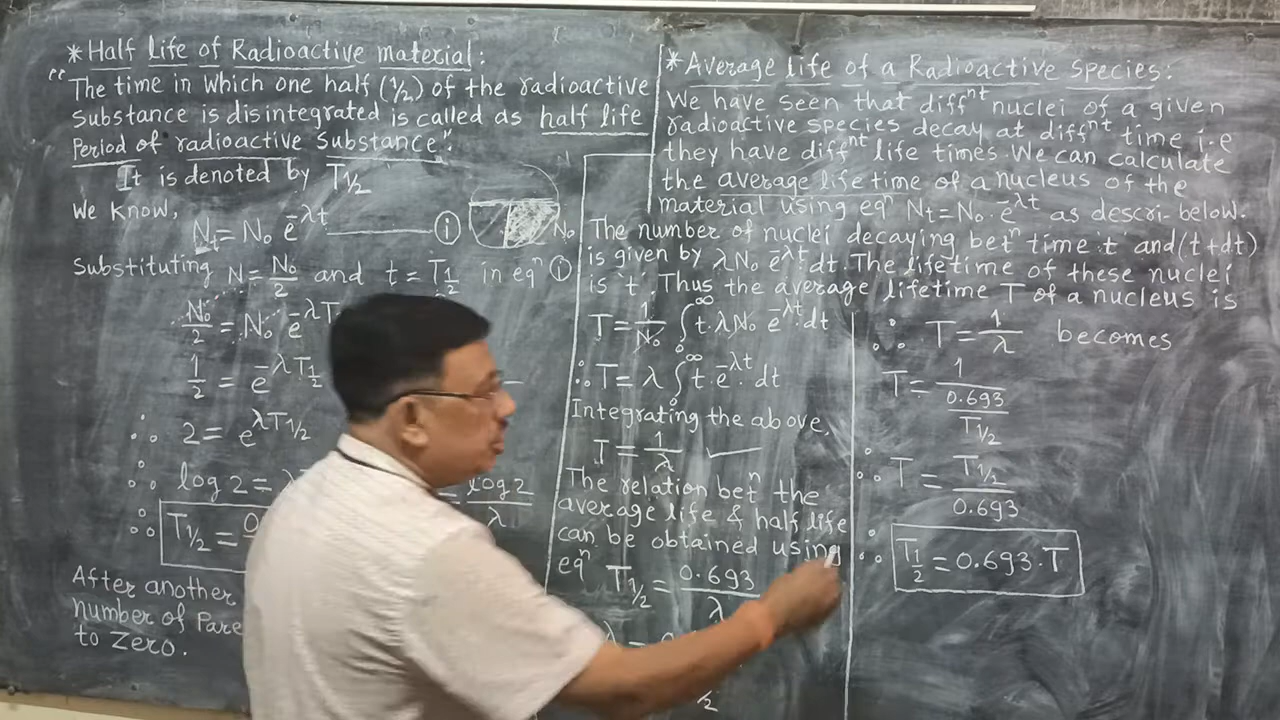 *Half Life of Radioactive material:
"The time in which one half (1/2) of the radioactive
substance is disintegrated is called as half life
Period of radioactive Substance".
It is denoted by T1/2
We know,
Nt = N₀ e^-λt ——— ①
N₀
Substituting N = N₀/2 and t = T1/2 in eqⁿ ①
N₀/2 = N₀ e^-λT
1/2 = e^-λT1/2
∴ 2 = e^λT1/2
∴ log 2 = λ
= log2/λ
∴ T1/2 = 0
After another
number of Pare
to Zero.
*Average life of a Radioactive species:
We have seen that diffⁿᵗ nuclei of a given
radioactive species decay at diffⁿᵗ time i.e
they have diffⁿᵗ life times. We can calculate
the average life time of a nucleus of the
material using eqⁿ Nt = N₀·e^-λt as descri-below.
The number of nuclei decaying betⁿ time 't' and (t+dt)
is given by λN₀ e^-λt dt. The lifetime of these nuclei
is 't'. Thus the average lifetime T of a nucleus is
T = 1/N₀ ∫₀^∞ t·λN₀ e^-λt·dt
∴ T = λ ∫₀^∞ t·e^-λt·dt
Integrating the above,
T = 1/λ
The relation betⁿ the
average life & half life
can be obtained using
eqⁿ T1/2 = 0.693/λ
λ =
2
∴ T = 1/λ becomes
T = 1/(0.693/T1/2)
∴ T = T1/2/0.693
∴ T1/2 = 0.693·T